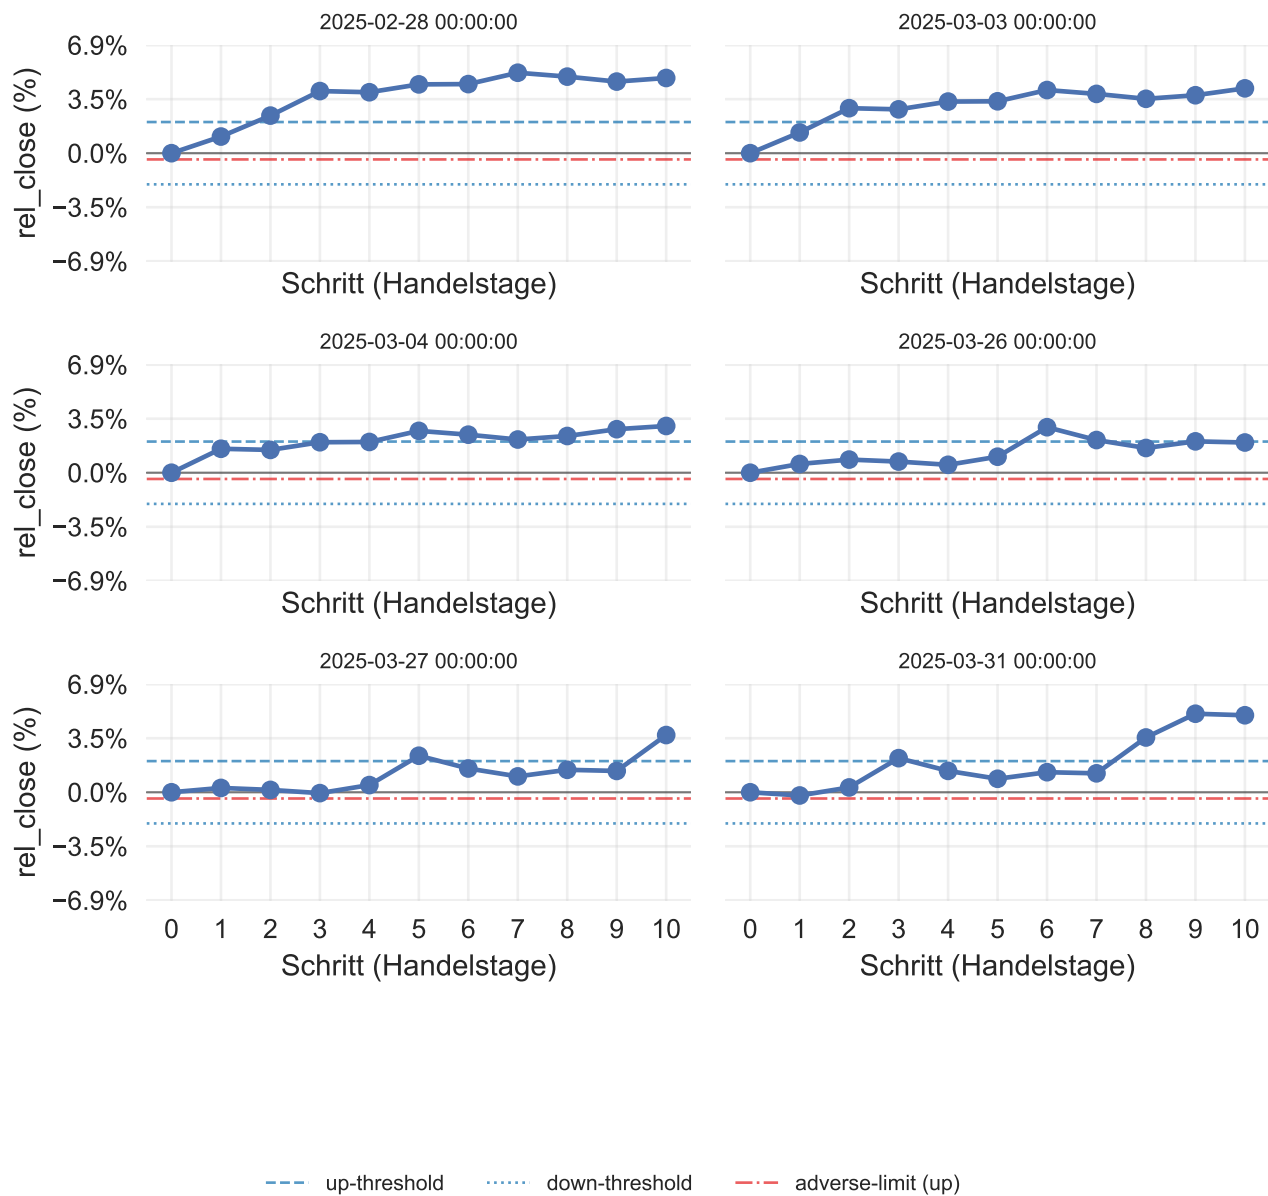 2025-02-28 00:00:00
2025-03-03 00:00:00
6.9%
3.5%
0.0%
−3.5%
−6.9%
rel_close (%)
Schritt (Handelstage)
Schritt (Handelstage)
2025-03-04 00:00:00
2025-03-26 00:00:00
6.9%
3.5%
0.0%
−3.5%
−6.9%
rel_close (%)
Schritt (Handelstage)
Schritt (Handelstage)
2025-03-27 00:00:00
2025-03-31 00:00:00
6.9%
3.5%
0.0%
−3.5%
−6.9%
rel_close (%)
0 1 2 3 4 5 6 7 8 9 10
0 1 2 3 4 5 6 7 8 9 10
Schritt (Handelstage)
Schritt (Handelstage)
up-threshold down-threshold adverse-limit (up)